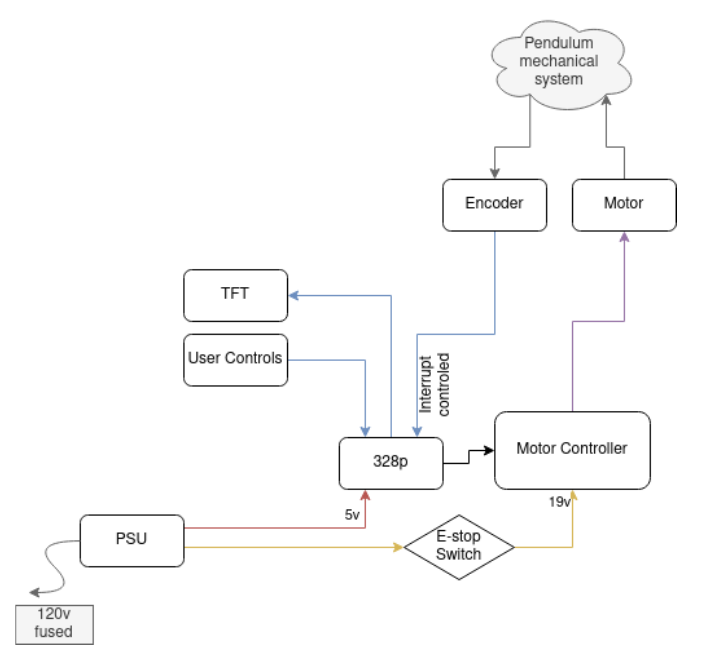 Pendulum
mechanical
system
Encoder
Motor
TFT
User Controls
Interrupt
controled
328p
Motor Controller
5v
19v
PSU
E-stop
Switch
120v
fused